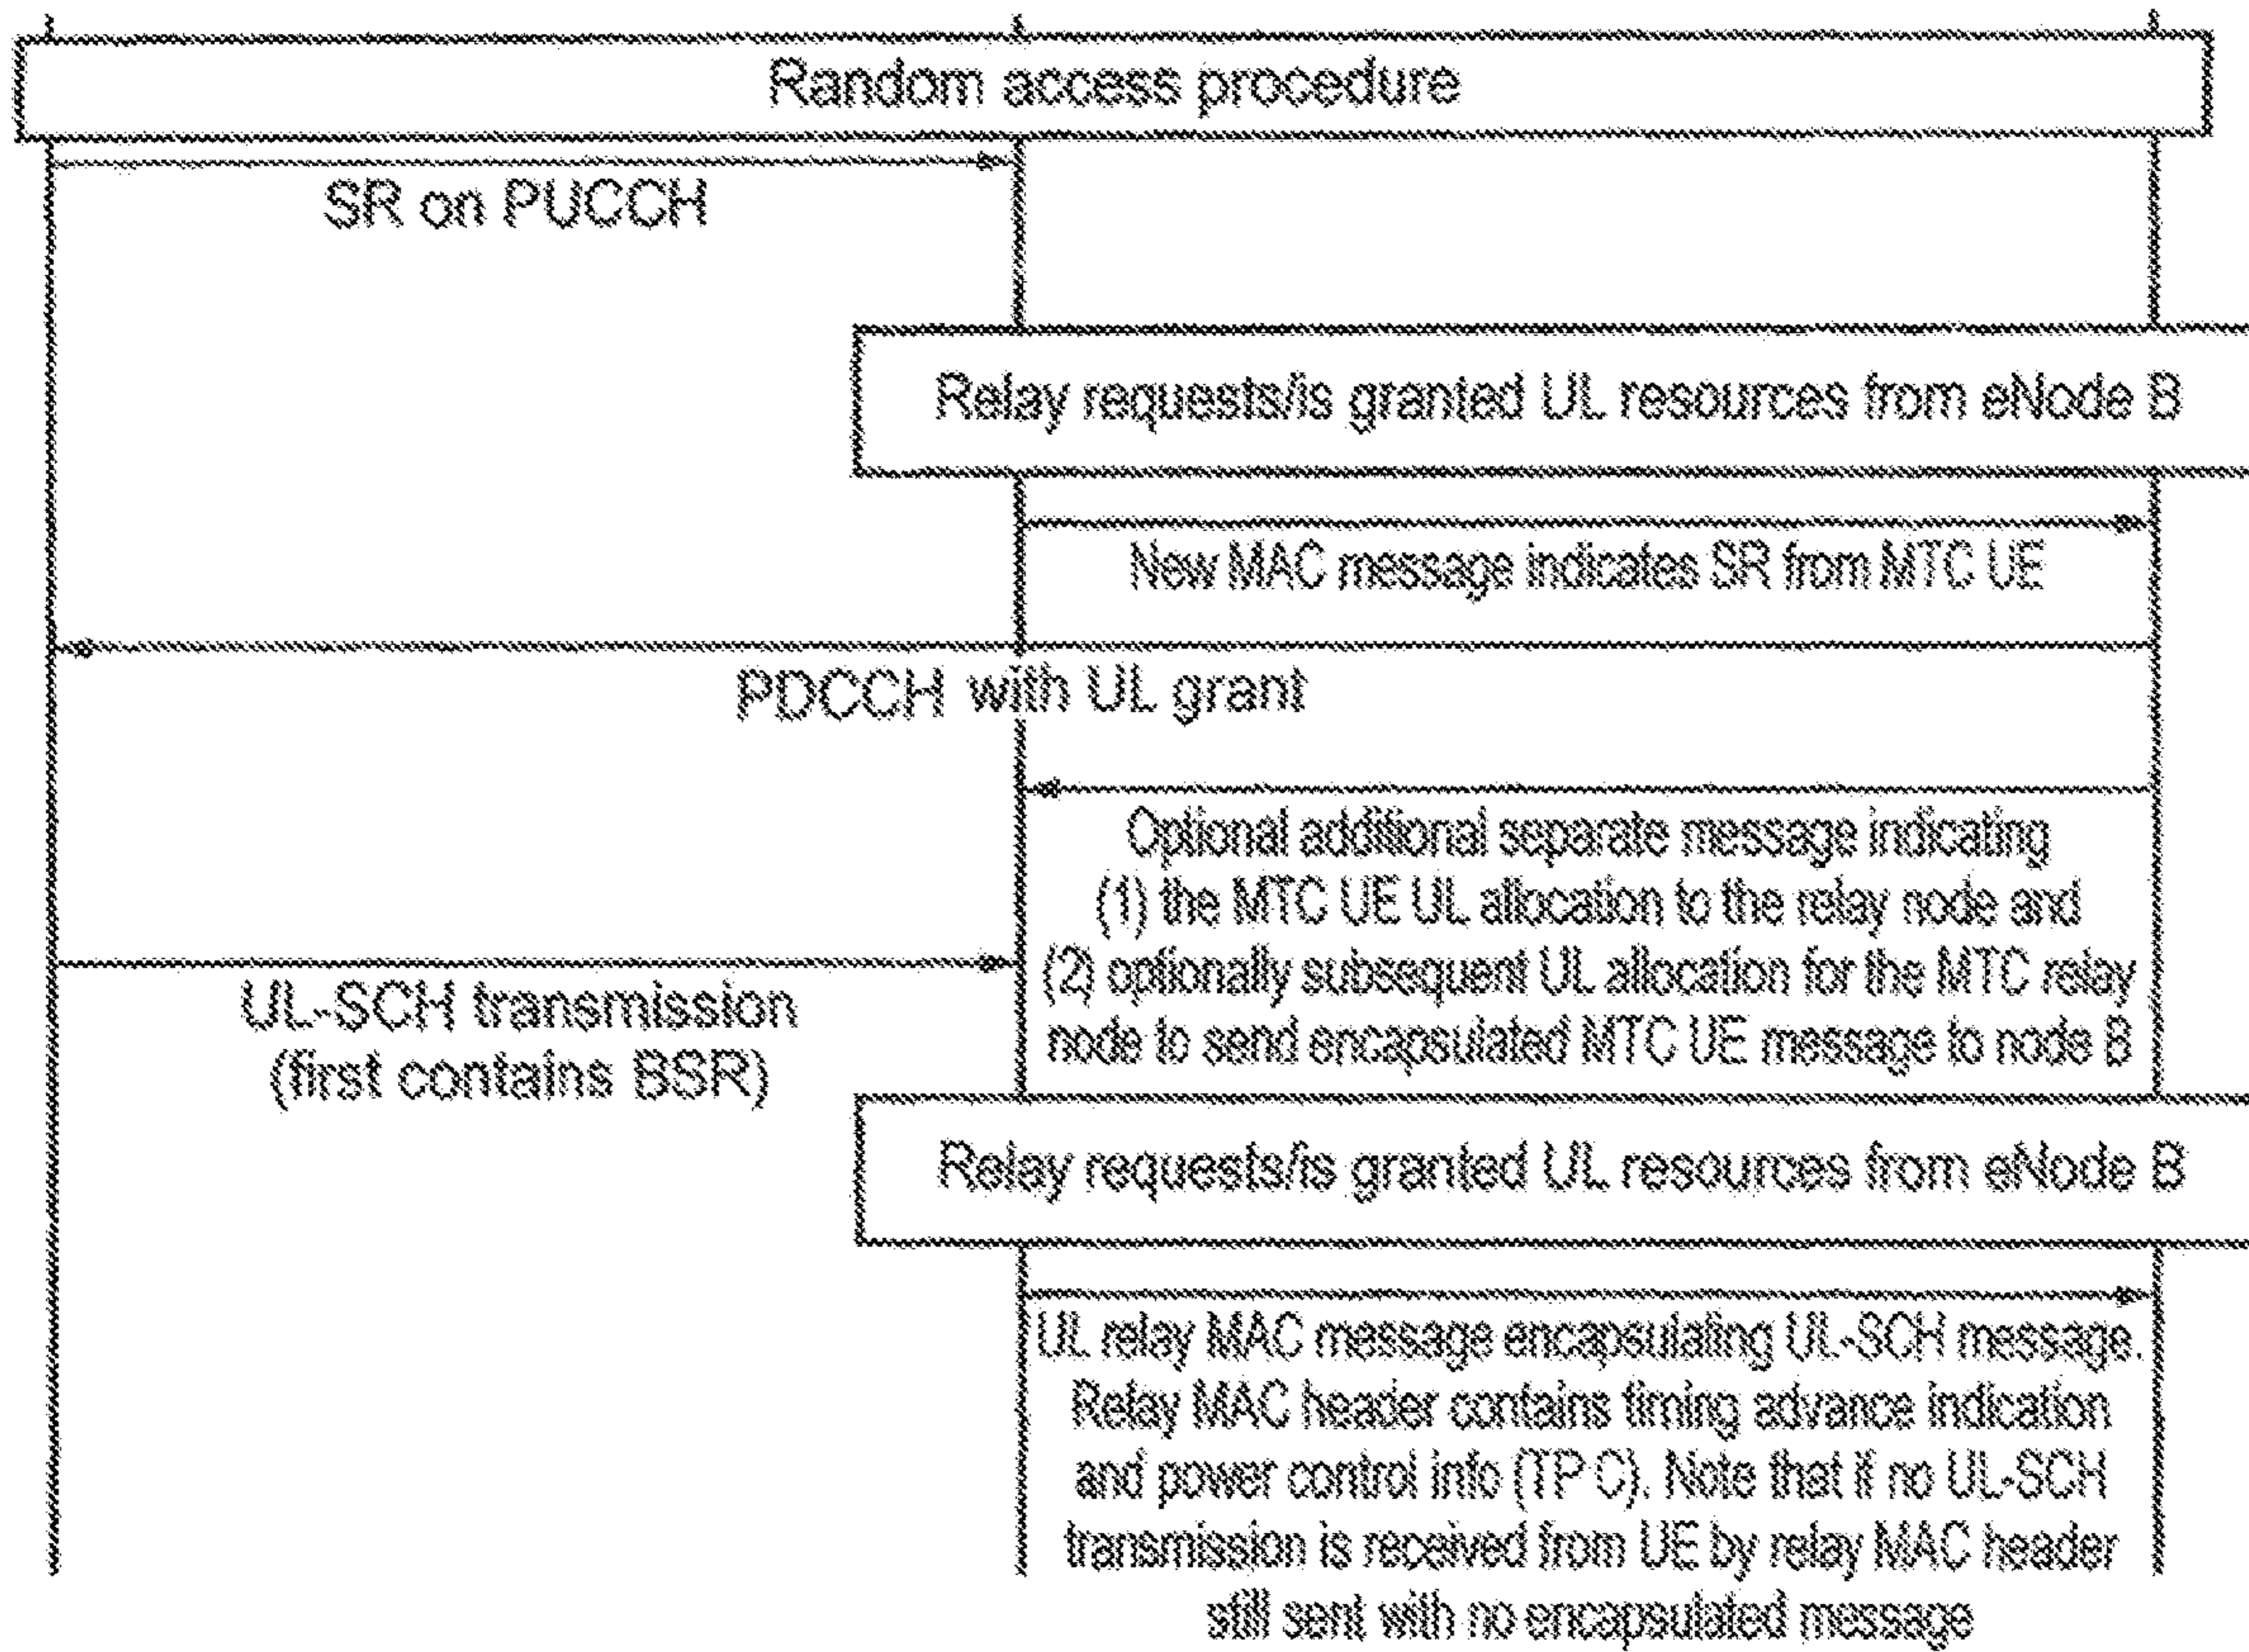 Random access procedure
SR on PUCCH
Relay requests/is granted UL resources from eNode B
New MAC message indicates SR from MTC UE
PDCCH with UL grant
Optional additional separate message indicating
(1) the MTC UE UL allocation to the relay node and
(2) optionally subsequent UL allocation for the MTC relay
node to send encapsulated MTC UE message to node B
UL-SCH transmission
(first contains BSR)
Relay requests/is granted UL resources from eNode B
UL relay MAC message encapsulating UL-SCH message.
Relay MAC header contains timing advance indication
and power control info (TPC). Note that if no UL-SCH
transmission is received from UE by relay MAC header
still sent with no encapsulated message